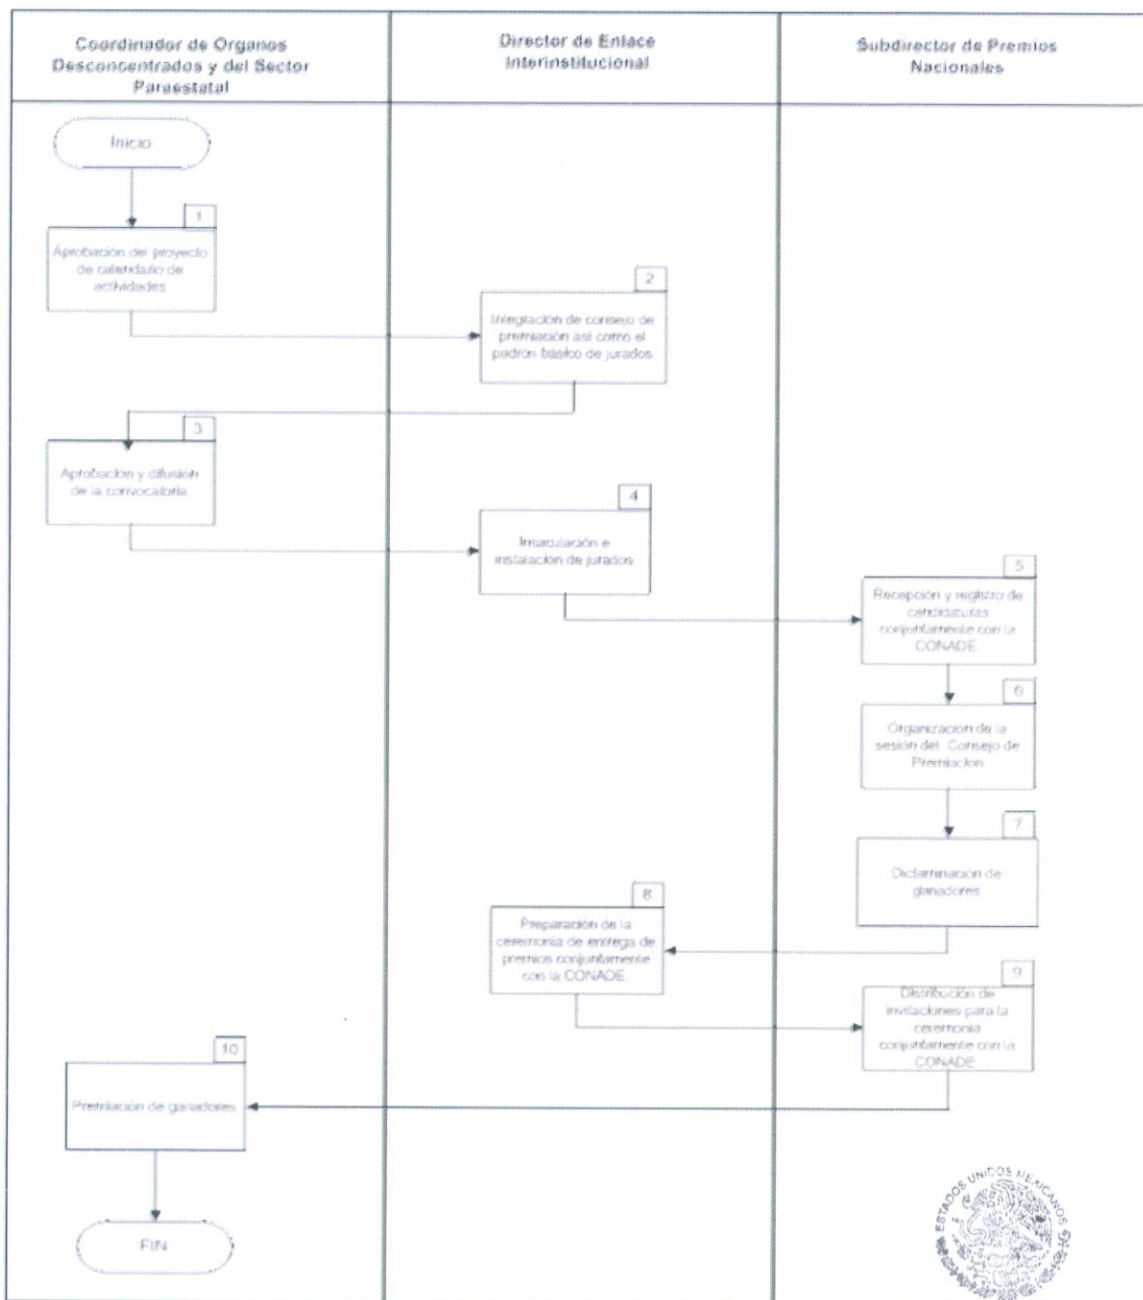 Coordinador de Organos
Desconcentrados y del Sector
Paraestatal
Director de Enlace
Interinstitucional
Subdirector de Premios
Nacionales
Inicio
1
Aprobación del proyecto
de calendario de
actividades
2
Integración de consejo de
premiación así como el
padrón básico de jurados
3
Aprobación y difusión
de la convocatoria
4
Insaculación e
instalación de jurados
5
Recepción y registro de
candidaturas
conjuntamente con la
CONADE.
6
Organización de la
sesión del Consejo de
Premiación
7
Dictaminación de
ganadores
8
Preparación de la
ceremonia de entrega de
premios conjuntamente
con la CONADE.
9
Distribución de
invitaciones para la
ceremonia
conjuntamente con la
CONADE
10
Premiación de ganadores
FIN
ESTADOS UNIDOS MEXICANOS